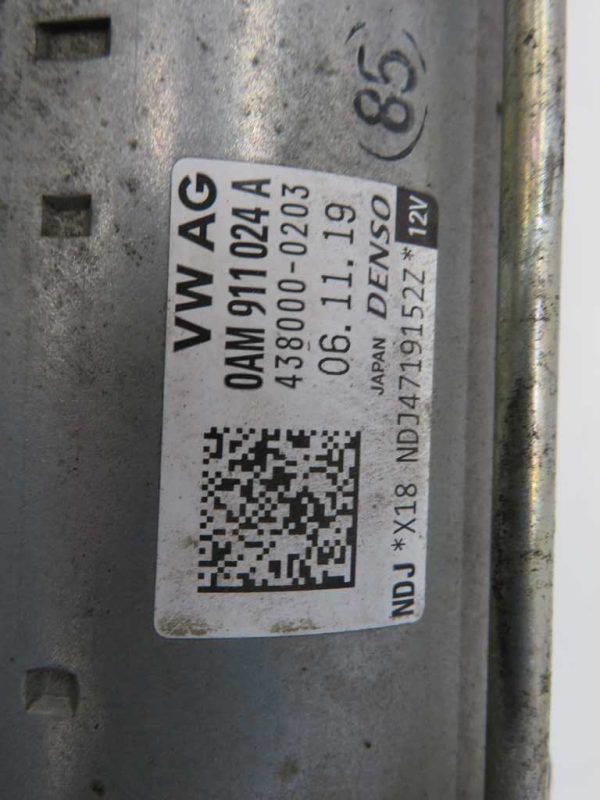 (85)
VW AG
0AM 911 024 A
438000-0203
06.11.19
JAPAN DENSO 12V
NDJ *X18 NDJ4719152Z*